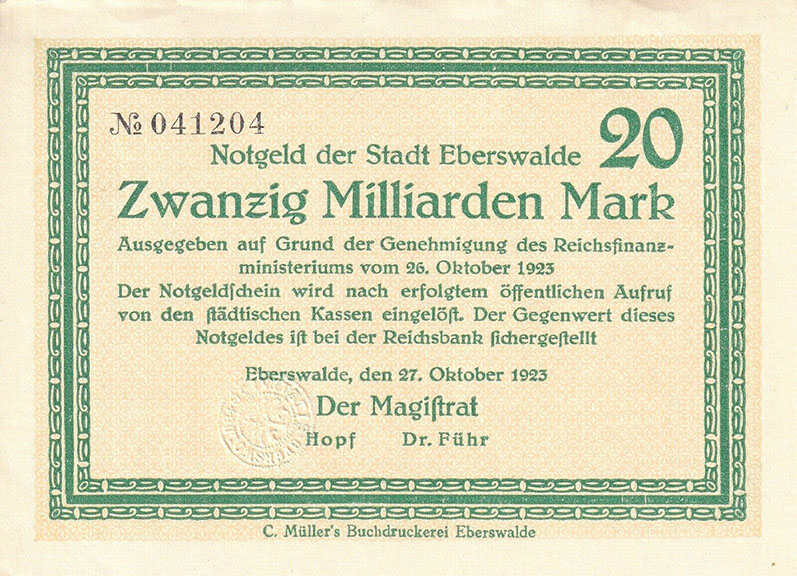 № 041204
20
Notgeld der Stadt Eberswalde
Zwanzig Milliarden Mark
Ausgegeben auf Grund der Genehmigung des Reichsfinanz-
ministeriums vom 26. Oktober 1923
Der Notgeldſchein wird nach erfolgtem öffentlichen Aufruf
von den ſtädtischen Kassen eingelöſt. Der Gegenwert dieses
Notgeldes iſt bei der Reichsbank ſichergeſtellt
Eberswalde, den 27. Oktober 1923
Der Magiſtrat
Hopf Dr. Führ
C. Müller's Buchdruckerei Eberswalde